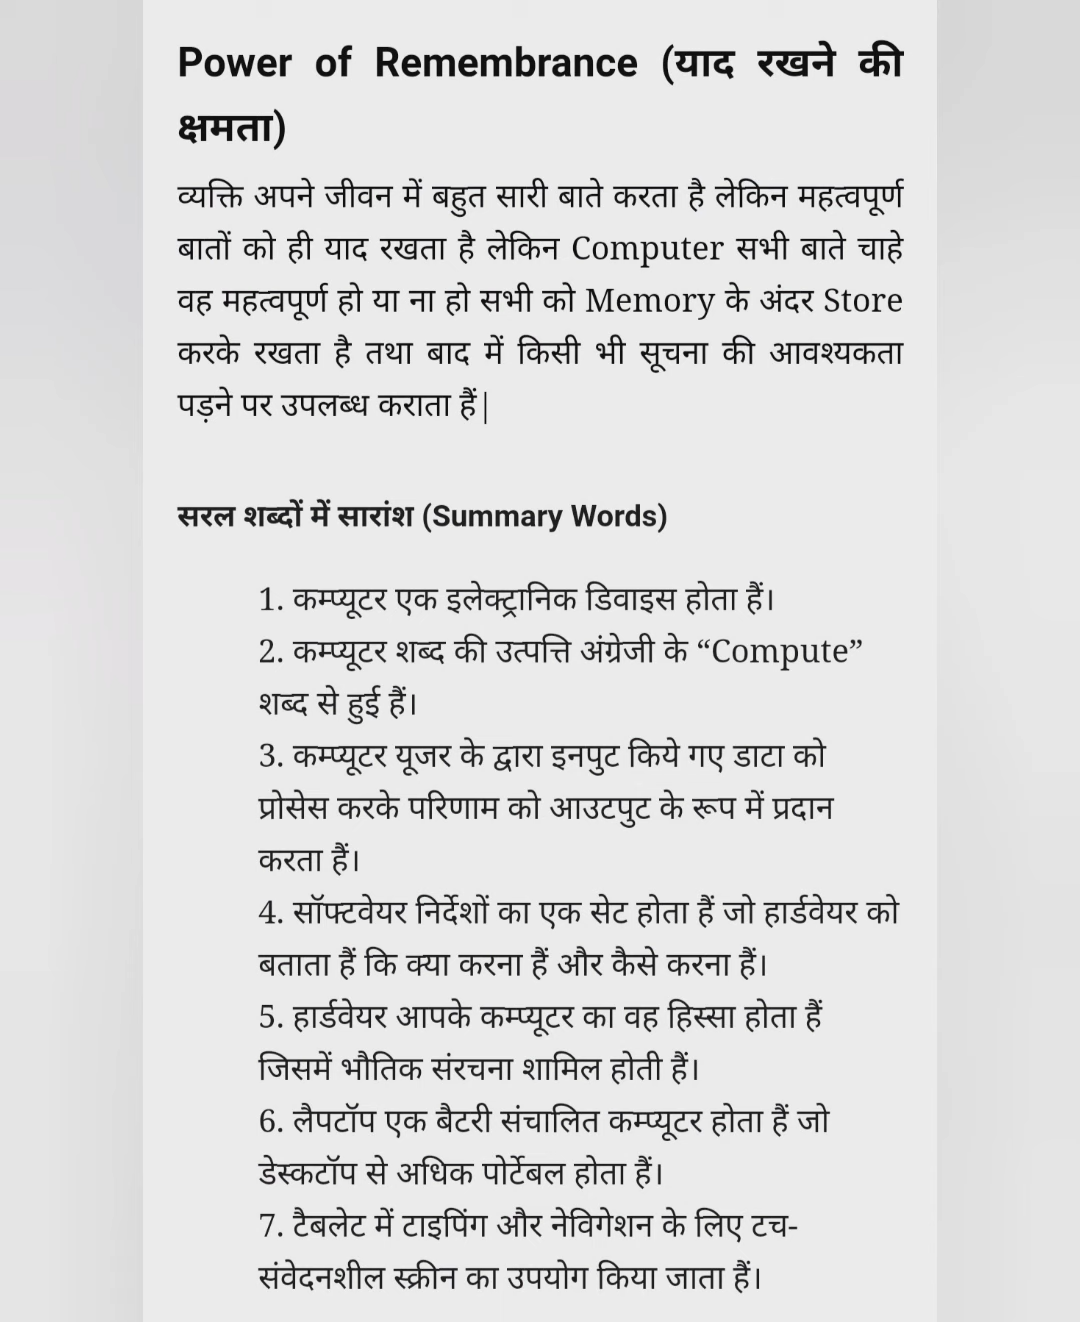 Power of Remembrance (याद रखने की
क्षमता)
व्यक्ति अपने जीवन में बहुत सारी बाते करता है लेकिन महत्वपूर्ण
बातों को ही याद रखता है लेकिन Computer सभी बाते चाहे
वह महत्वपूर्ण हो या ना हो सभी को Memory के अंदर Store
करके रखता है तथा बाद में किसी भी सूचना की आवश्यकता
पड़ने पर उपलब्ध कराता हैं|
सरल शब्दों में सारांश (Summary Words)
1. कम्प्यूटर एक इलेक्ट्रानिक डिवाइस होता हैं।
2. कम्प्यूटर शब्द की उत्पत्ति अंग्रेजी के “Compute”
शब्द से हुई हैं।
3. कम्प्यूटर यूजर के द्वारा इनपुट किये गए डाटा को
प्रोसेस करके परिणाम को आउटपुट के रूप में प्रदान
करता हैं।
4. सॉफ्टवेयर निर्देशों का एक सेट होता हैं जो हार्डवेयर को
बताता हैं कि क्या करना हैं और कैसे करना हैं।
5. हार्डवेयर आपके कम्प्यूटर का वह हिस्सा होता हैं
जिसमें भौतिक संरचना शामिल होती हैं।
6. लैपटॉप एक बैटरी संचालित कम्प्यूटर होता हैं जो
डेस्कटॉप से अधिक पोर्टेबल होता हैं।
7. टैबलेट में टाइपिंग और नेविगेशन के लिए टच-
संवेदनशील स्क्रीन का उपयोग किया जाता हैं।